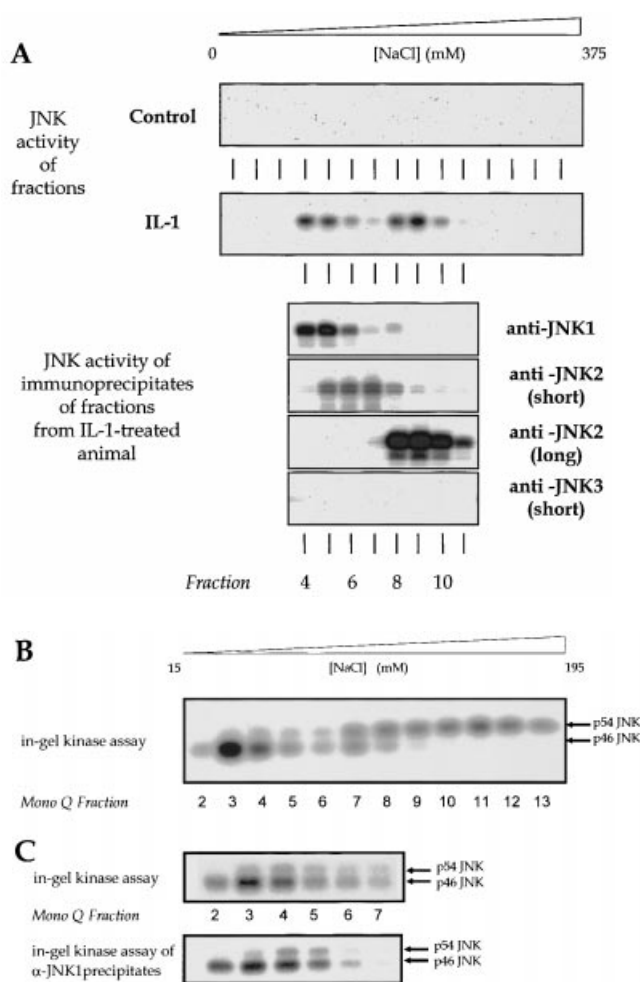 A
0 [NaCl] (mM) 375
JNK
activity
of
fractions
Control
IL-1
JNK activity of
immunoprecipitates
of fractions
from IL-1-treated
animal
anti-JNK1
anti -JNK2
(short)
anti -JNK2
(long)
anti -JNK3
(short)
Fraction 4 6 8 10
B
15 [NaCl] (mM) 195
in-gel kinase assay
p54 JNK
p46 JNK
Mono Q Fraction 2 3 4 5 6 7 8 9 10 11 12 13
C
in-gel kinase assay
p54 JNK
p46 JNK
Mono Q Fraction 2 3 4 5 6 7
in-gel kinase assay of
α-JNK1precipitates
p54 JNK
p46 JNK